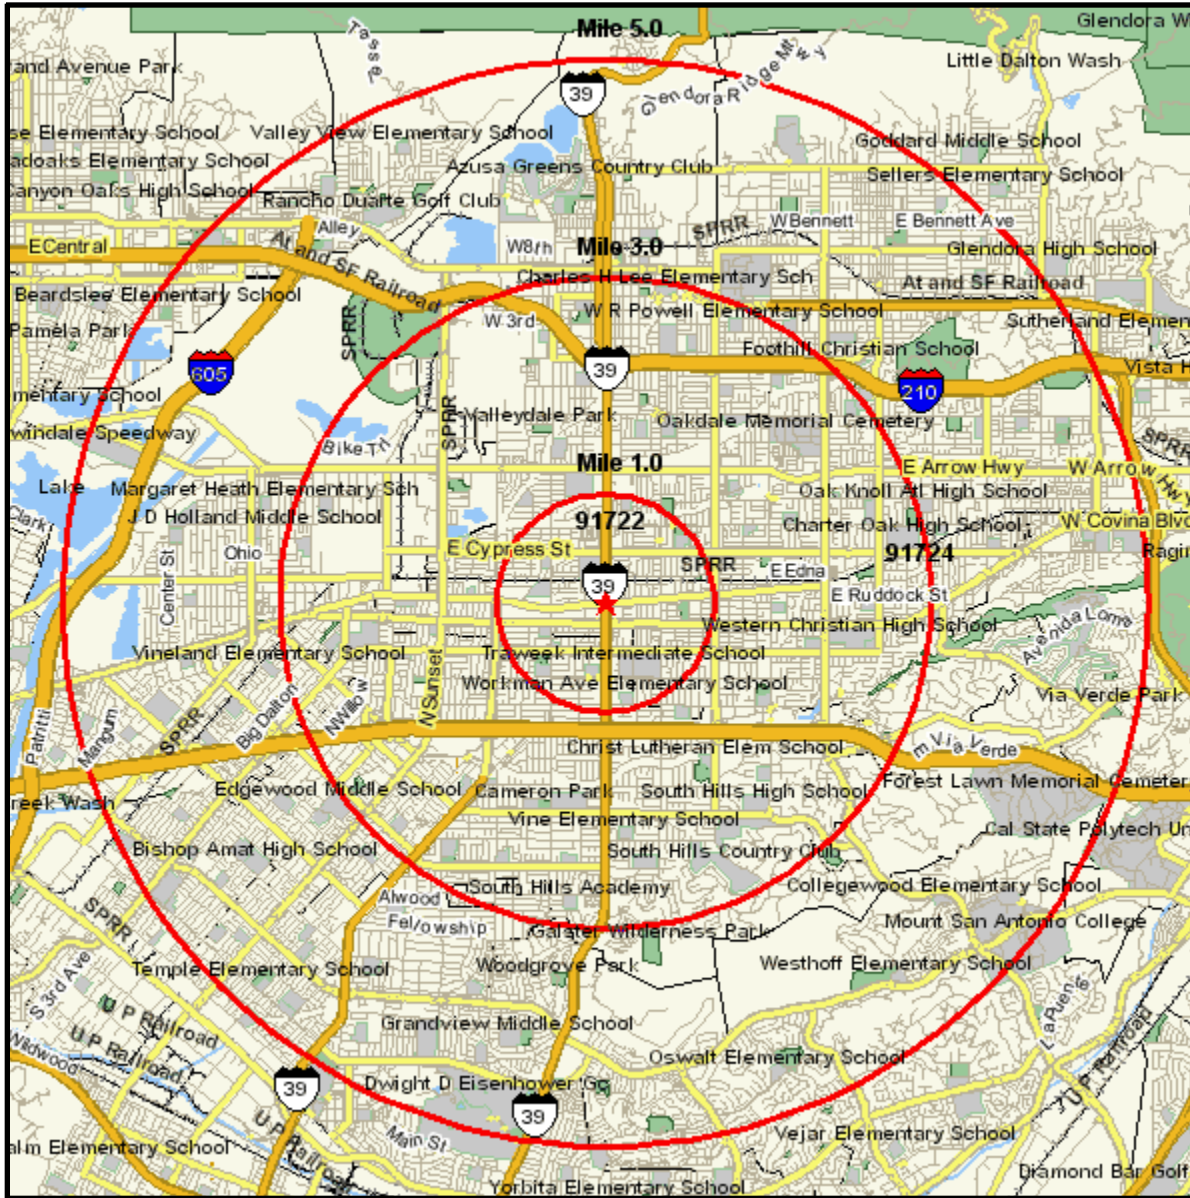 Mile 5.0
Glendora W
Tasse
Glendora Ridge Mtwy
Little Dalton Wash
and Avenue Park
39
se Elementary School
Valley View Elementary School
Goddard Middle School
adoaks Elementary School
Azusa Greens Country Club
Sellers Elementary School
Canyon Oaks High School
Rancho Duarte Golf Club
Alley
SPRR
W Bennett
E Bennett Ave
E Central
At and SF Railroad
W 8th
Mile 3.0
Glendora High School
Charles H Lee Elementary Sch
At and SF Railroad
Beardslee Elementary School
W R Powell Elementary School
Sutherland Elemen
Pamela Park
SPRR
W 3rd
Foothill Christian School
605
39
210
Vista H
mentary School
SPRR
Valleydale Park
Oakdale Memorial Cemetery
winda​le Speedway
Bike Trl
SPRR
Mile 1.0
E Arrow Hwy
W Arrow Hwy
Lake
Margaret Heath Elementary Sch
Oak Knoll Atl High School
Clark
J D Holland Middle School
91722
Charter Oak High School
W Covina Blvd
Ohio
E Cypress St
91724
Ragin
Center St
39
SPRR
E Edna
E Ruddock St
Western Christian High School
Avenida Loma
Vineland Elementary School
Traweek Intermediate School
N Sunset
Workman Ave Elementary School
Via Verde Park
Patritti
Mangum
SPRR
Big Dalton
N Willow
Christ Lutheran Elem School
m Via Verde
Edgewood Middle School
Cameron Park
South Hills High School
Forest Lawn Memorial Cemeter
reek Wash
Vine Elementary School
Cal State Polytech Un
Bishop Amat High School
South Hills Country Club
Alwood
South Hills Academy
Collegewood Elementary School
SPRR
Fellowship
Galster Wilderness Park
Mount San Antonio College
S 3rd Ave
Temple Elementary School
Woodgrove Park
Westhoff Elementary School
La Puente
U P Railroad
U P Railroad
Grandview Middle School
U P Railroad
Wildwood
Oswalt Elementary School
39
Dwight D Eisenhower Gc
39
U P Railroad
Main St
Vejar Elementary School
alm Elementary School
Diamond Bar Golf
Yorbita Elementary School